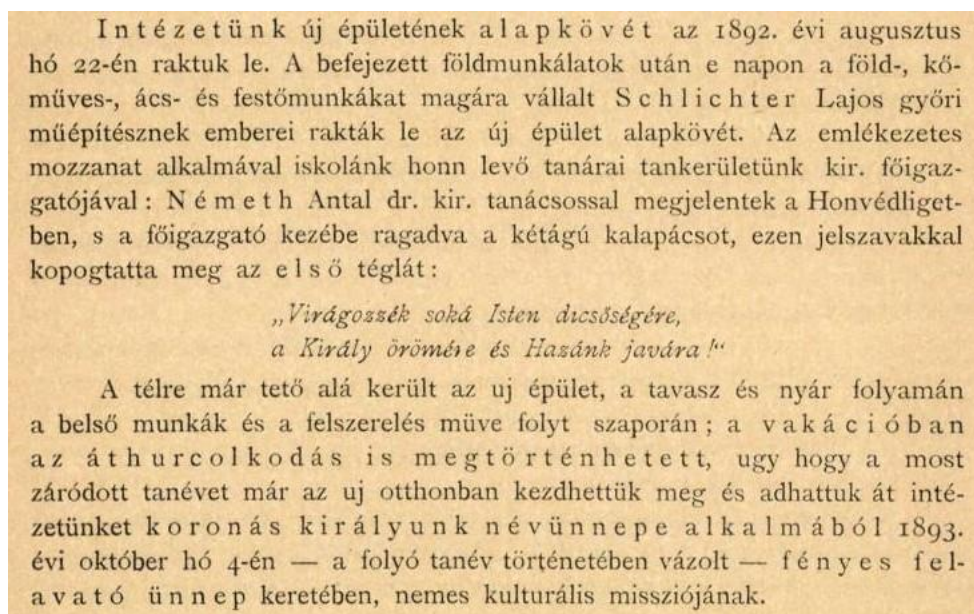 Intézetünk új épületének alapkövét az 1892. évi augusztus
hó 22-én raktuk le. A befejezett földmunkálatok után e napon a föld-, kő-
műves-, ács- és festőmunkákat magára vállalt Schlichter Lajos győri
műépítésznek emberei rakták le az új épület alapkövét. Az emlékezetes
mozzanat alkalmával iskolánk honn levő tanárai tankerületünk kir. főigaz-
gatójával: Németh Antal dr. kir. tanácsossal megjelentek a Honvédliget-
ben, s a főigazgató kezébe ragadva a kétágú kalapácsot, ezen jelszavakkal
kopogtatta meg az első téglát:
„Virágozzék soká Isten dicsőségére,
a Király örömére és Hazánk javára!“
A télre már tető alá került az uj épület, a tavasz és nyár folyamán
a belső munkák és a felszerelés müve folyt szaporán; a vakációban
az áthurcolkodás is megtörténhetett, ugy hogy a most
záródott tanévet már az uj otthonban kezdhettük meg és adhattuk át inté-
zetünket koronás királyunk névünnepe alkalmából 1893.
évi október hó 4-én — a folyó tanév történetében vázolt — fényes fel-
avató ünnep keretében, nemes kulturális missziójának.